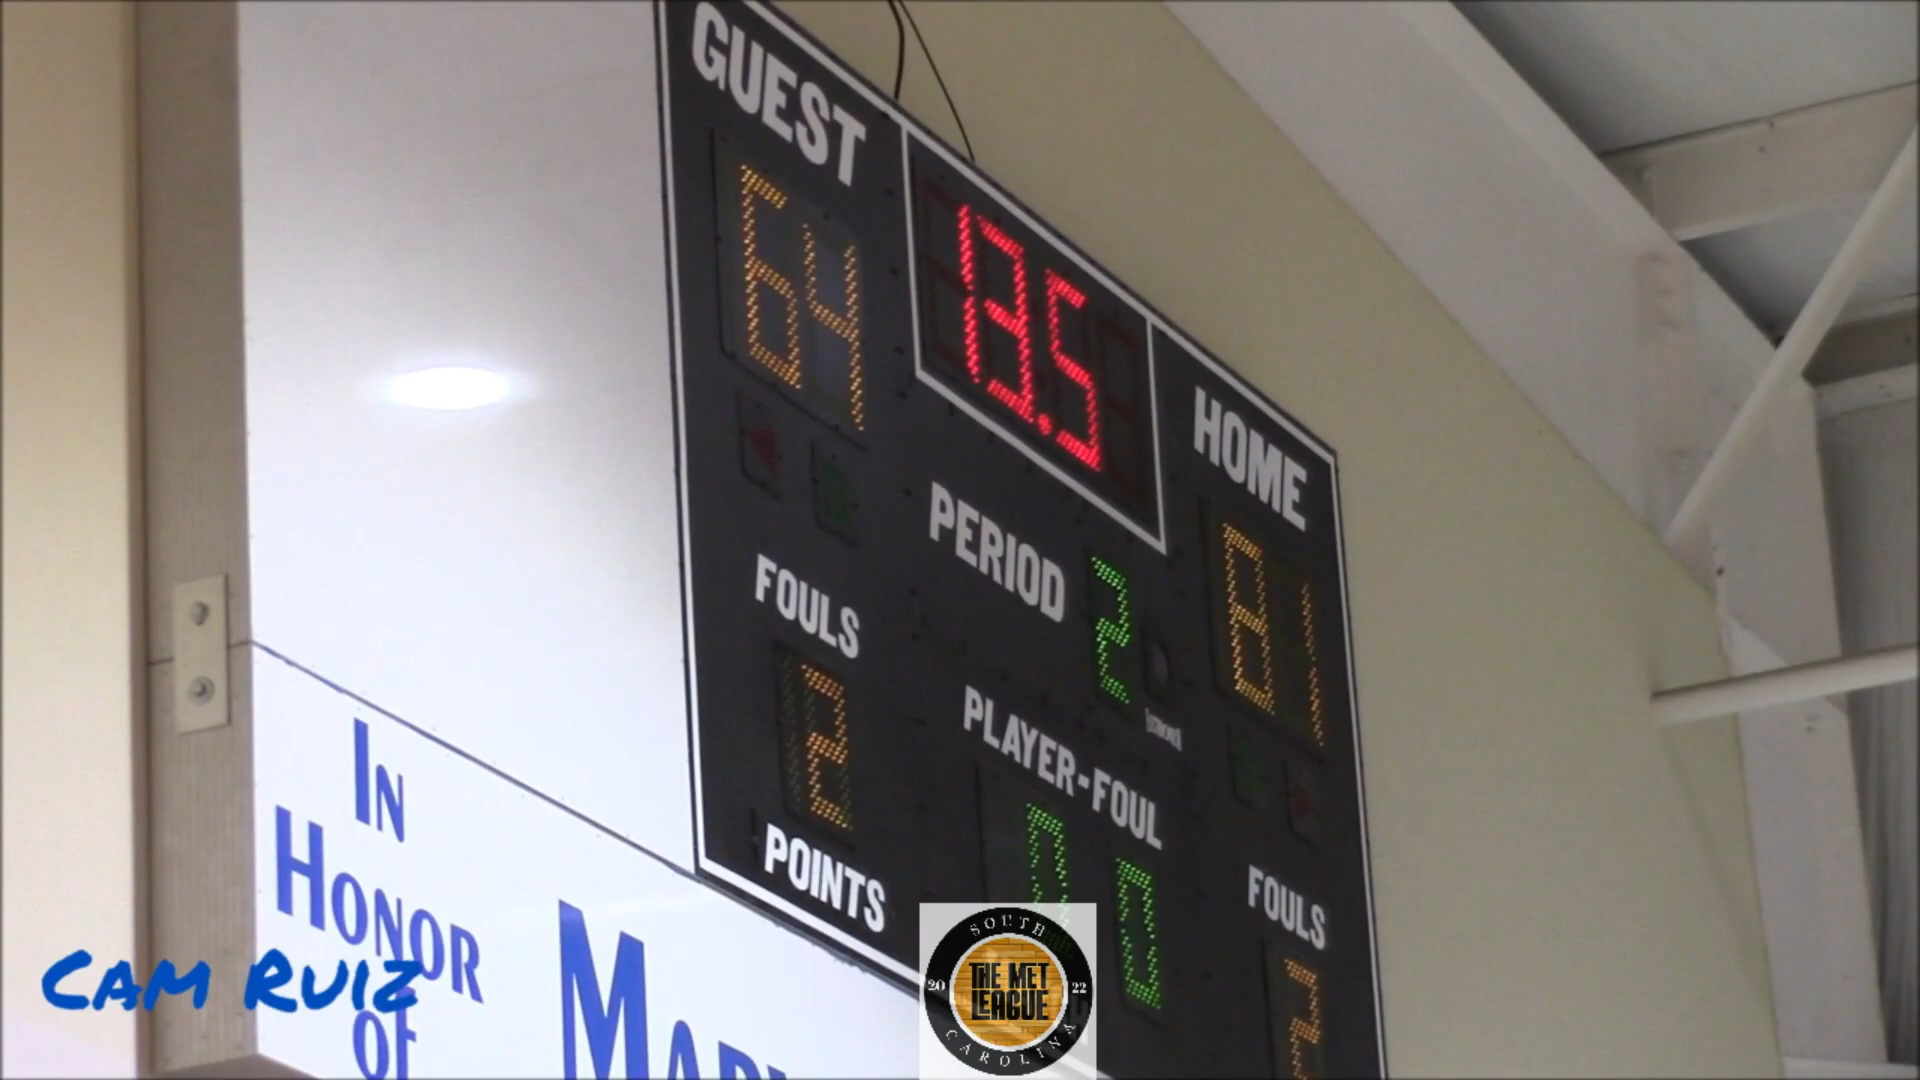 GUEST
64
13.5
HOME
81
PERIOD
2
FOULS
2
PLAYER-FOUL
0 0
POINTS
FOULS
2
IN
HONOR
OF
CAM RUIZ
SOUTH
20 THE MET 22
LEAGUE
CAROLINA